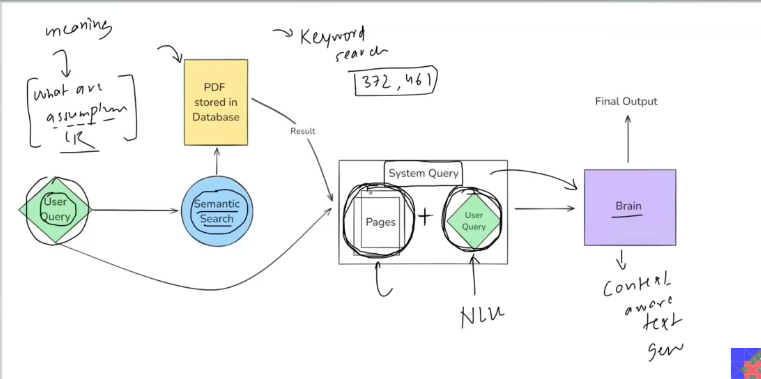 meaning
what are
assumption
LR
User
Query
PDF
stored in
Database
Semantic
Search
Keyword
search
372, 461
Result
System Query
Pages
+
User
Query
NLU
Final Output
Brain
Context
aware
text
gen